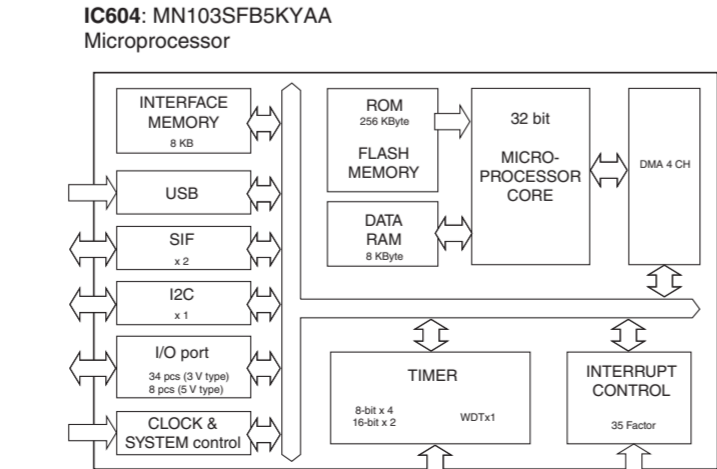 IC604: MN103SFB5KYAA
Microprocessor
INTERFACE
MEMORY
8 KB
USB
SIF
x 2
I2C
x 1
I/O port
34 pcs (3 V type)
8 pcs (5 V type)
CLOCK &
SYSTEM control
ROM
256 KByte
FLASH
MEMORY
DATA
RAM
8 KByte
32 bit
MICRO-
PROCESSOR
CORE
DMA 4 CH
TIMER
8-bit x 4
16-bit x 2
WDTx1
INTERRUPT
CONTROL
35 Factor